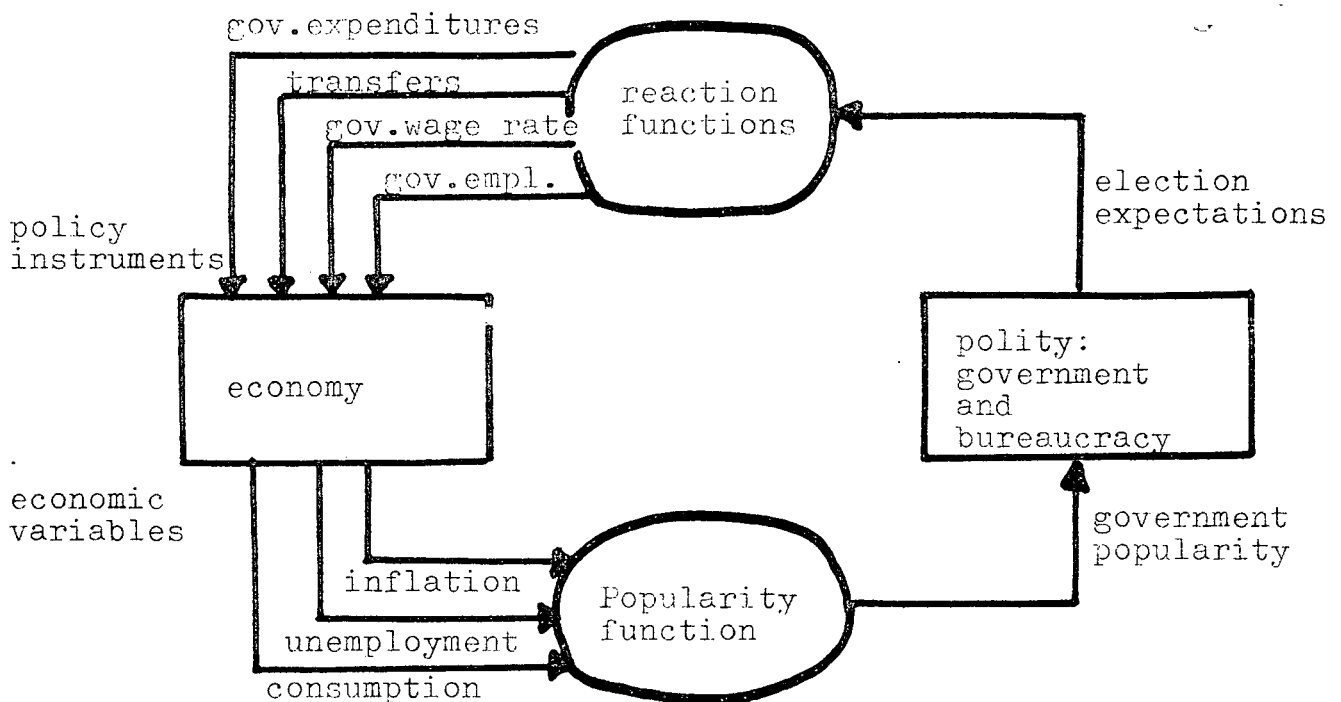 gov.expenditures
transfers
gov.wage rate
gov.empl.
reaction
functions
election
expectations
policy
instruments
economy
polity:
government
and
bureaucracy
economic
variables
inflation
unemployment
consumption
Popularity
function
government
popularity